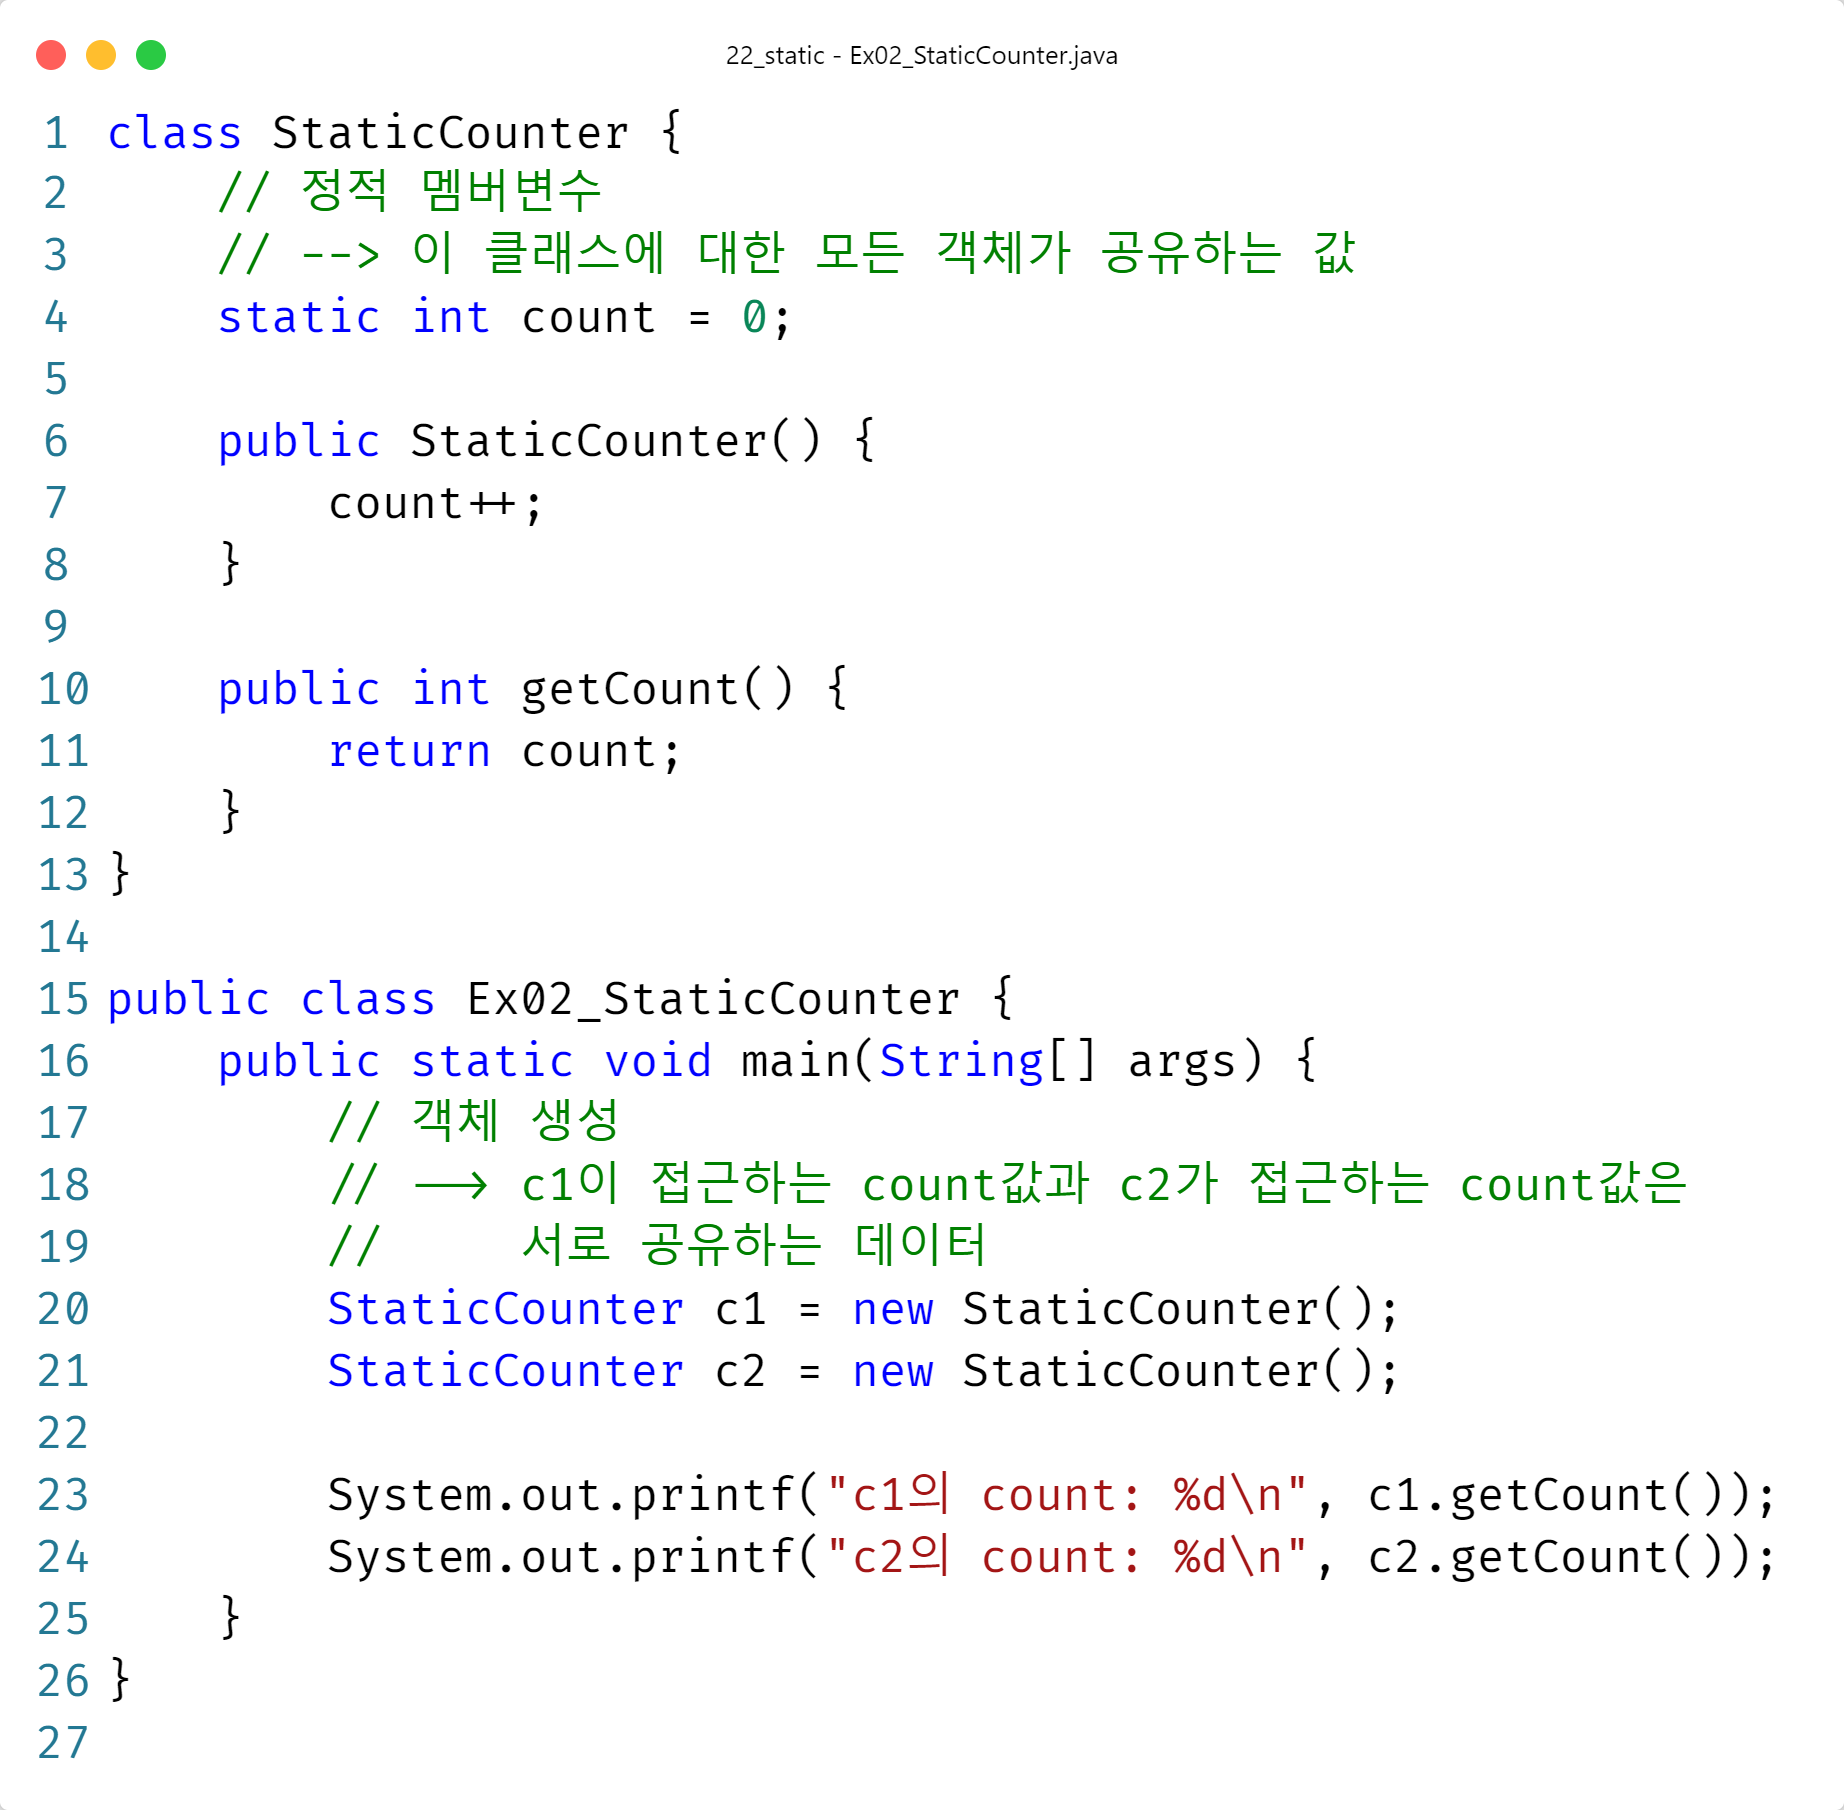 22_static - Ex02_StaticCounter.java
1 class StaticCounter {
2     // 정적 멤버변수
3     // --> 이 클래스에 대한 모든 객체가 공유하는 값
4     static int count = 0;
5
6     public StaticCounter() {
7         count++;
8     }
9
10     public int getCount() {
11         return count;
12     }
13 }
14
15 public class Ex02_StaticCounter {
16     public static void main(String[] args) {
17         // 객체 생성
18         // --> c1이 접근하는 count값과 c2가 접근하는 count값은
19         //     서로 공유하는 데이터
20         StaticCounter c1 = new StaticCounter();
21         StaticCounter c2 = new StaticCounter();
22
23         System.out.printf("c1의 count: %d\n", c1.getCount());
24         System.out.printf("c2의 count: %d\n", c2.getCount());
25     }
26 }
27